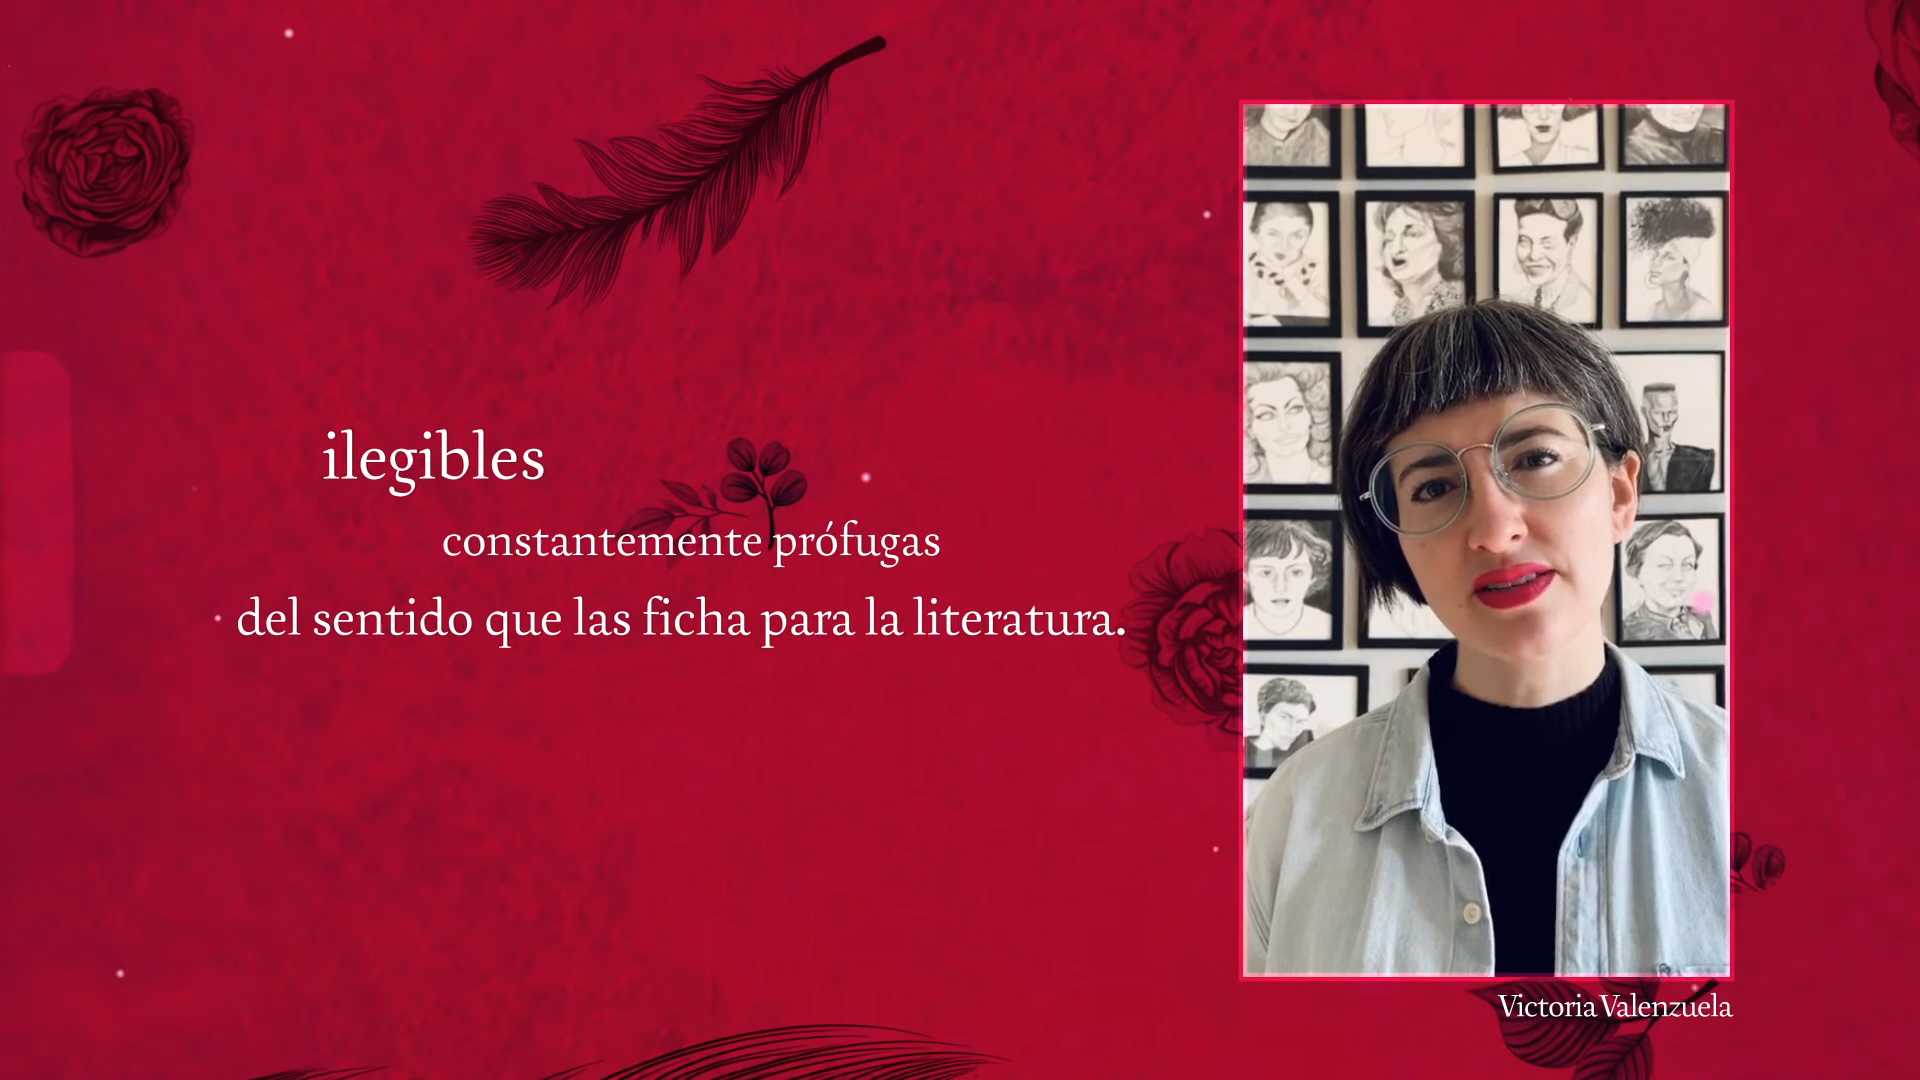 ilegibles
constantemente prófugas
del sentido que las ficha para la literatura.
Victoria Valenzuela